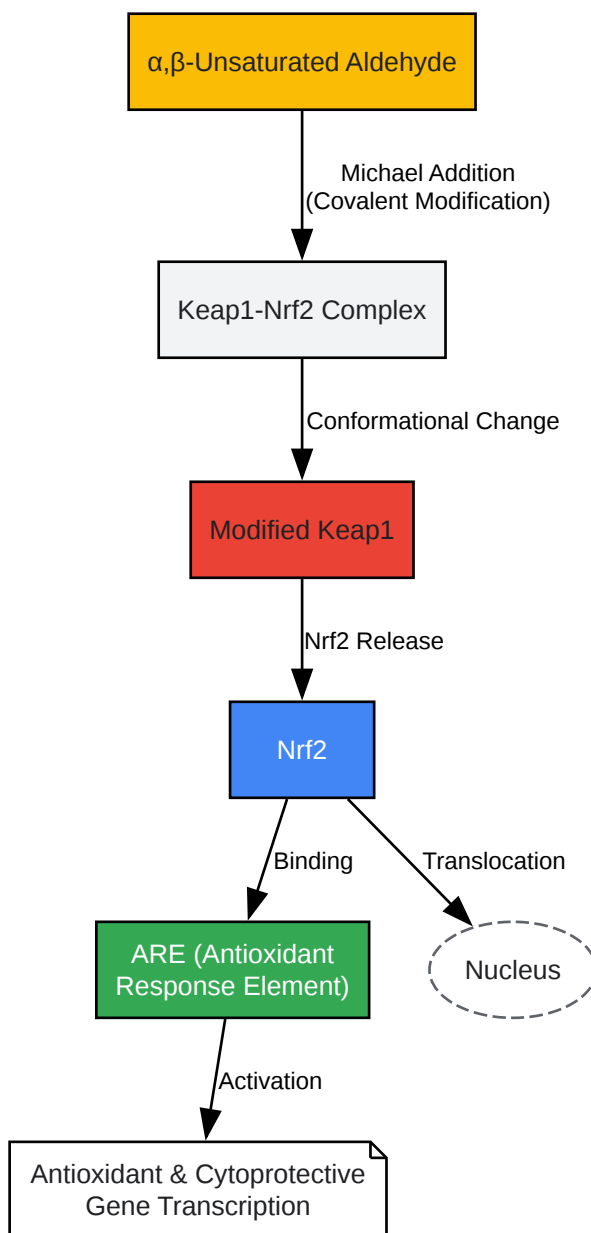 α,β-Unsaturated Aldehyde
Michael Addition
(Covalent Modification)
Keap1-Nrf2 Complex
Conformational Change
Modified Keap1
Nrf2 Release
Nrf2
Binding
Translocation
ARE (Antioxidant
Response Element)
Nucleus
Activation
Antioxidant & Cytoprotective
Gene Transcription